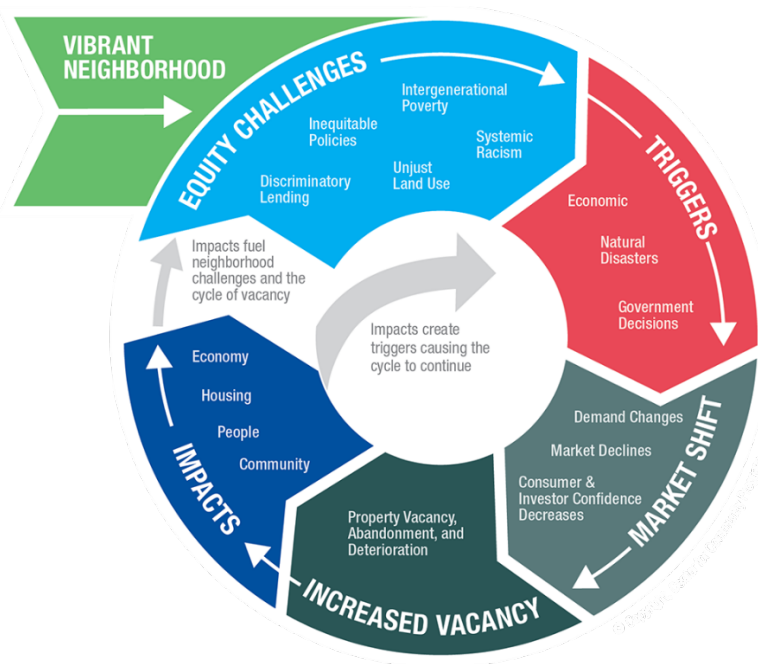 VIBRANT
NEIGHBORHOOD
EQUITY CHALLENGES
Intergenerational
Poverty
Inequitable
Policies
Systemic
Racism
Unjust
Land Use
Discriminatory
Lending
TRIGGERS
Economic
Natural
Disasters
Government
Decisions
MARKET SHIFT
Demand Changes
Market Declines
Consumer &
Investor Confidence
Decreases
INCREASED VACANCY
Property Vacancy,
Abandonment, and
Deterioration
IMPACTS
Economy
Housing
People
Community
Impacts fuel
neighborhood
challenges and the
cycle of vacancy
Impacts create
triggers causing the
cycle to continue